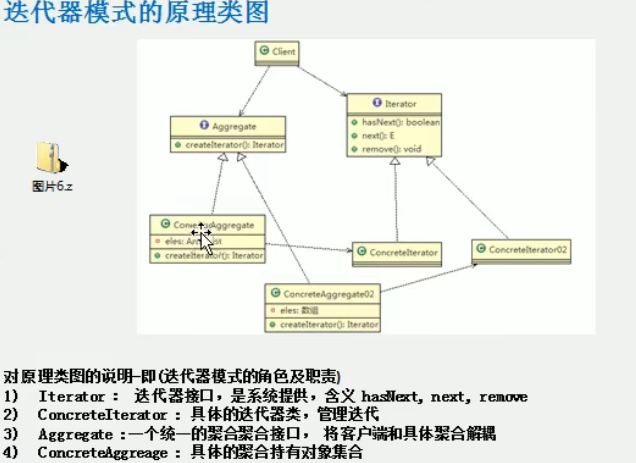 迭代器模式的原理类图
Client
Iterator
hasNext(): boolean
next(): E
remove(): void
Aggregate
createIterator(): Iterator
图片6.z
Aggregate
eles:
createIterator(): Iterator
ConcreteIterator
ConcreteIterator02
ConcreteAggregate02
eles: 数组
createIterator(): Iterator
对原理类图的说明-即(迭代器模式的角色及职责)
1) Iterator : 迭代器接口，是系统提供，含义 hasNext, next, remove
2) ConcreteIterator : 具体的迭代器类，管理迭代
3) Aggregate :一个统一的聚合聚合接口， 将客户端和具体聚合解耦
4) ConcreteAggreage : 具体的聚合持有对象集合